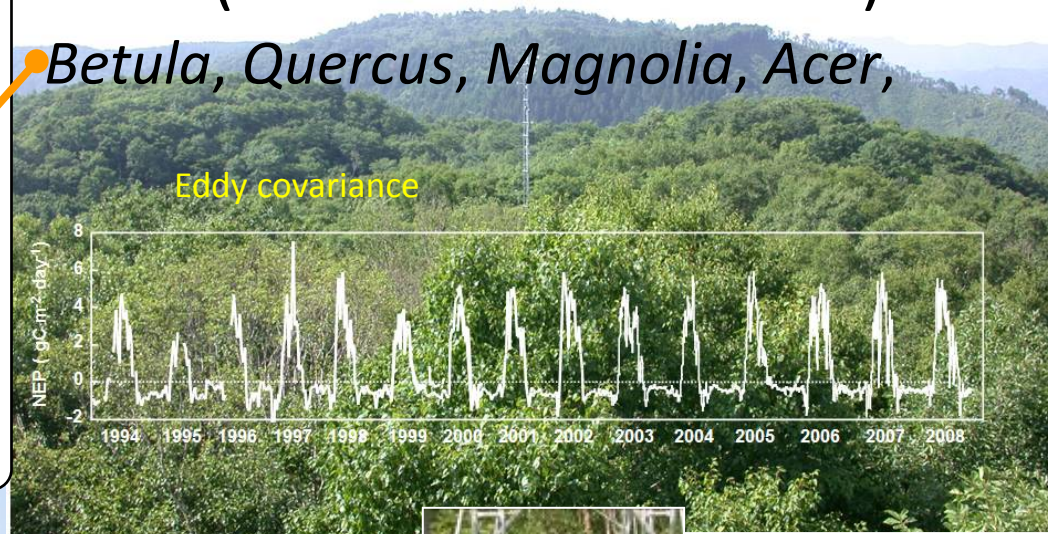 Betula, Quercus, Magnolia, Acer,
Eddy covariance
8
6
4
2
0
-2
NEP ( gC m-2 day-1)
1994 1995 1996 1997 1998 1999 2000 2001 2002 2003 2004 2005 2006 2007 2008